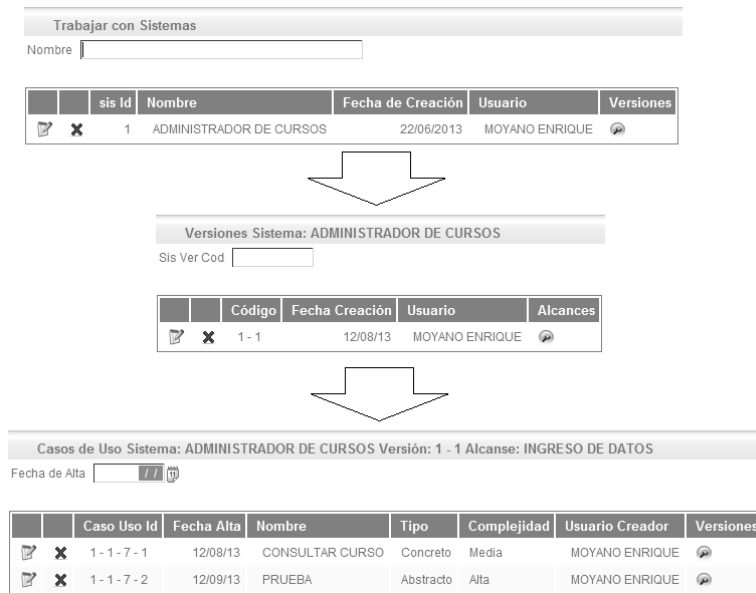 Trabajar con Sistemas
Nombre
sis Id Nombre Fecha de Creación Usuario Versiones
1 ADMINISTRADOR DE CURSOS 22/06/2013 MOYANO ENRIQUE
Versiones Sistema: ADMINISTRADOR DE CURSOS
Sis Ver Cod
Código Fecha Creación Usuario Alcances
1 - 1 12/08/13 MOYANO ENRIQUE
Casos de Uso Sistema: ADMINISTRADOR DE CURSOS Versión: 1 - 1 Alcanse: INGRESO DE DATOS
Fecha de Alta / /
Caso Uso Id Fecha Alta Nombre Tipo Complejidad Usuario Creador Versiones
1 - 1 - 7 - 1 12/08/13 CONSULTAR CURSO Concreto Media MOYANO ENRIQUE
1 - 1 - 7 - 2 12/09/13 PRUEBA Abstracto Alta MOYANO ENRIQUE